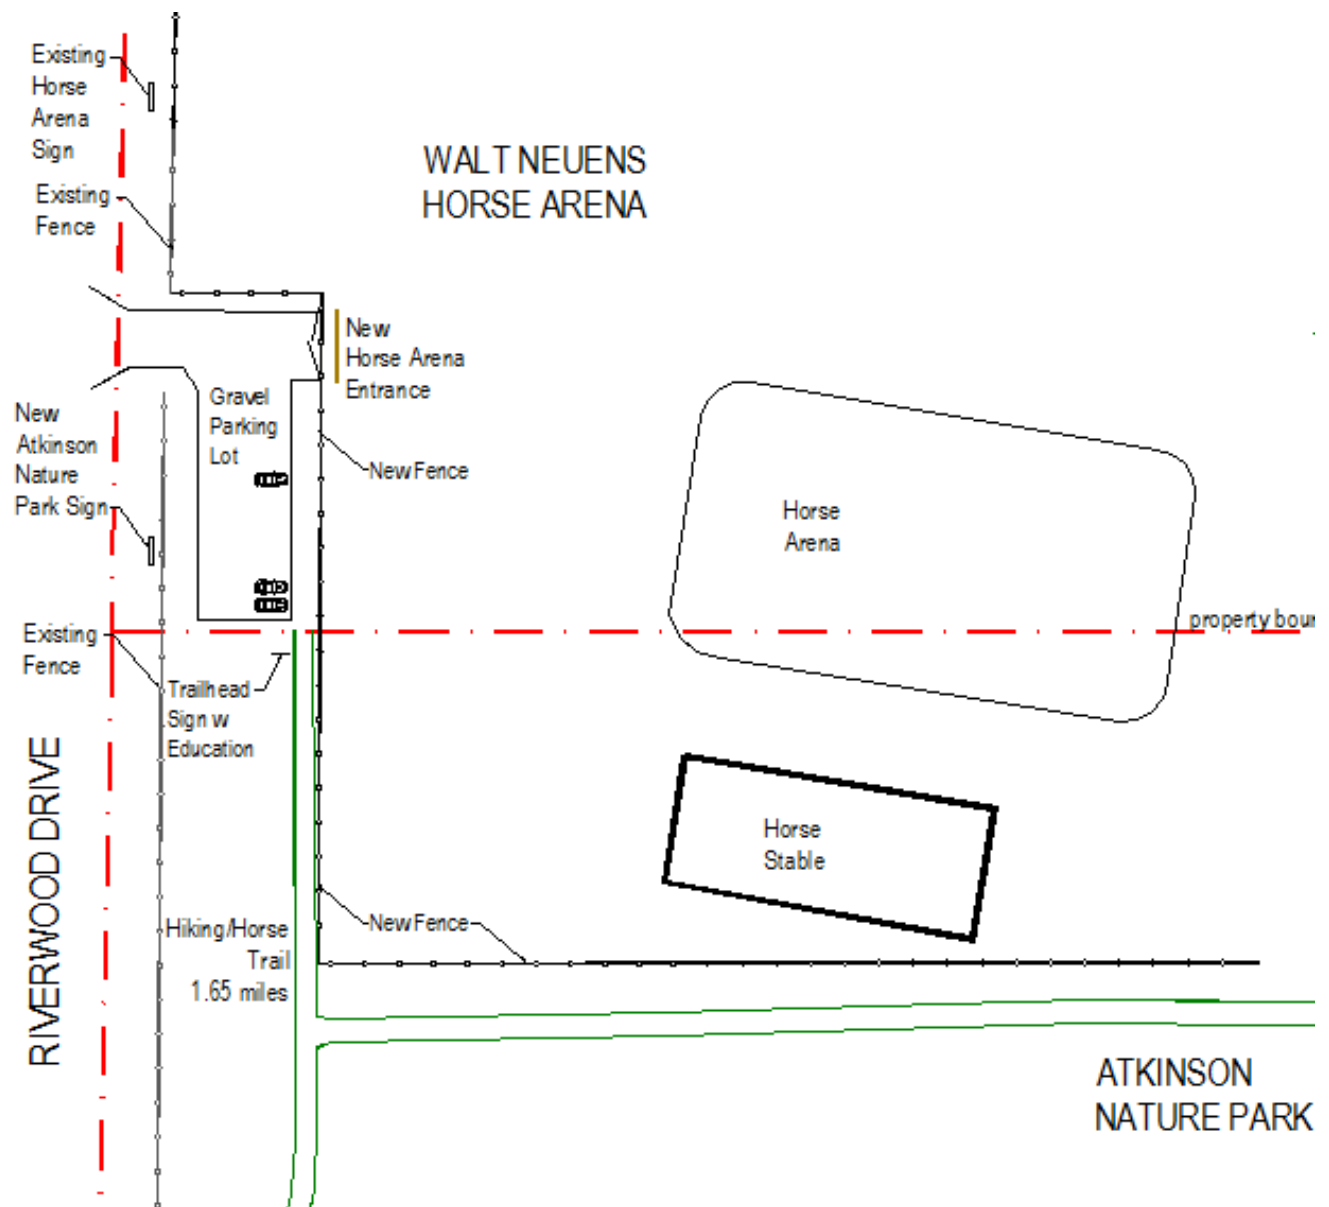 Existing
Horse
Arena
Sign
WALT NEUENS
HORSE ARENA
Existing
Fence
New
Horse Arena
Entrance
Gravel
Parking
Lot
New
Atkinson
Nature
Park Sign
New Fence
Horse
Arena
property bour
Existing
Fence
Trailhead
Sign w
Education
RIVERWOOD DRIVE
Horse
Stable
Hiking/Horse
Trail
1.65 miles
New Fence
ATKINSON
NATURE PARK